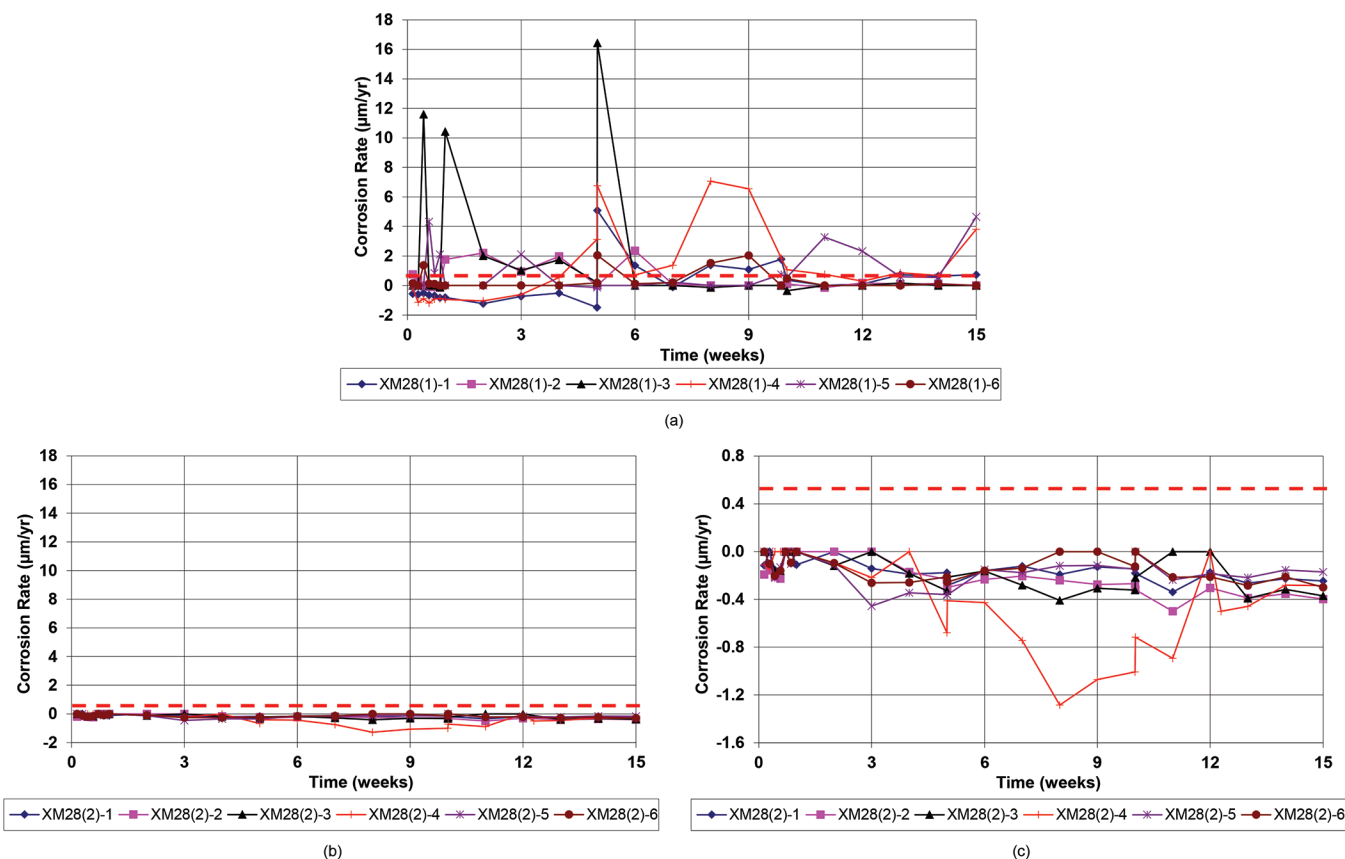 18
16
14
12
10
8
6
4
2
0
-2
Corrosion Rate (µm/yr)
0 3 6 9 12 15
Time (weeks)
XM28(1)-1 XM28(1)-2 XM28(1)-3 XM28(1)-4 XM28(1)-5 XM28(1)-6
(a)
18
16
14
12
10
8
6
4
2
0
-2
Corrosion Rate (µm/yr)
0 3 6 9 12 15
Time (weeks)
XM28(2)-1 XM28(2)-2 XM28(2)-3 XM28(2)-4 XM28(2)-5 XM28(2)-6
(b)
0.8
0.4
0.0
-0.4
-0.8
-1.2
-1.6
Corrosion Rate (µm/yr)
0 3 6 9 12 15
Time (weeks)
XM28(2)-1 XM28(2)-2 XM28(2)-3 XM28(2)-4 XM28(2)-5 XM28(2)-6
(c)